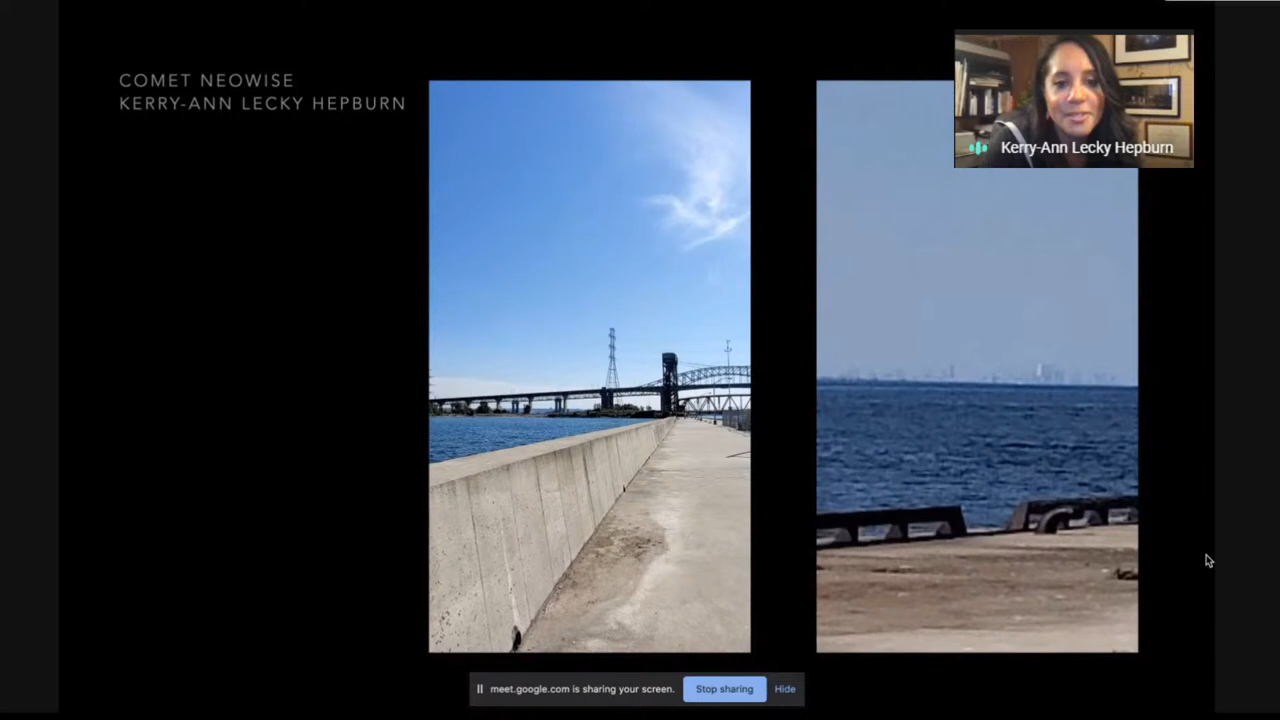 COMET NEOWISE
KERRY-ANN LECKY HEPBURN
Kerry-Ann Lecky Hepburn
meet.google.com is sharing your screen.
Stop sharing
Hide